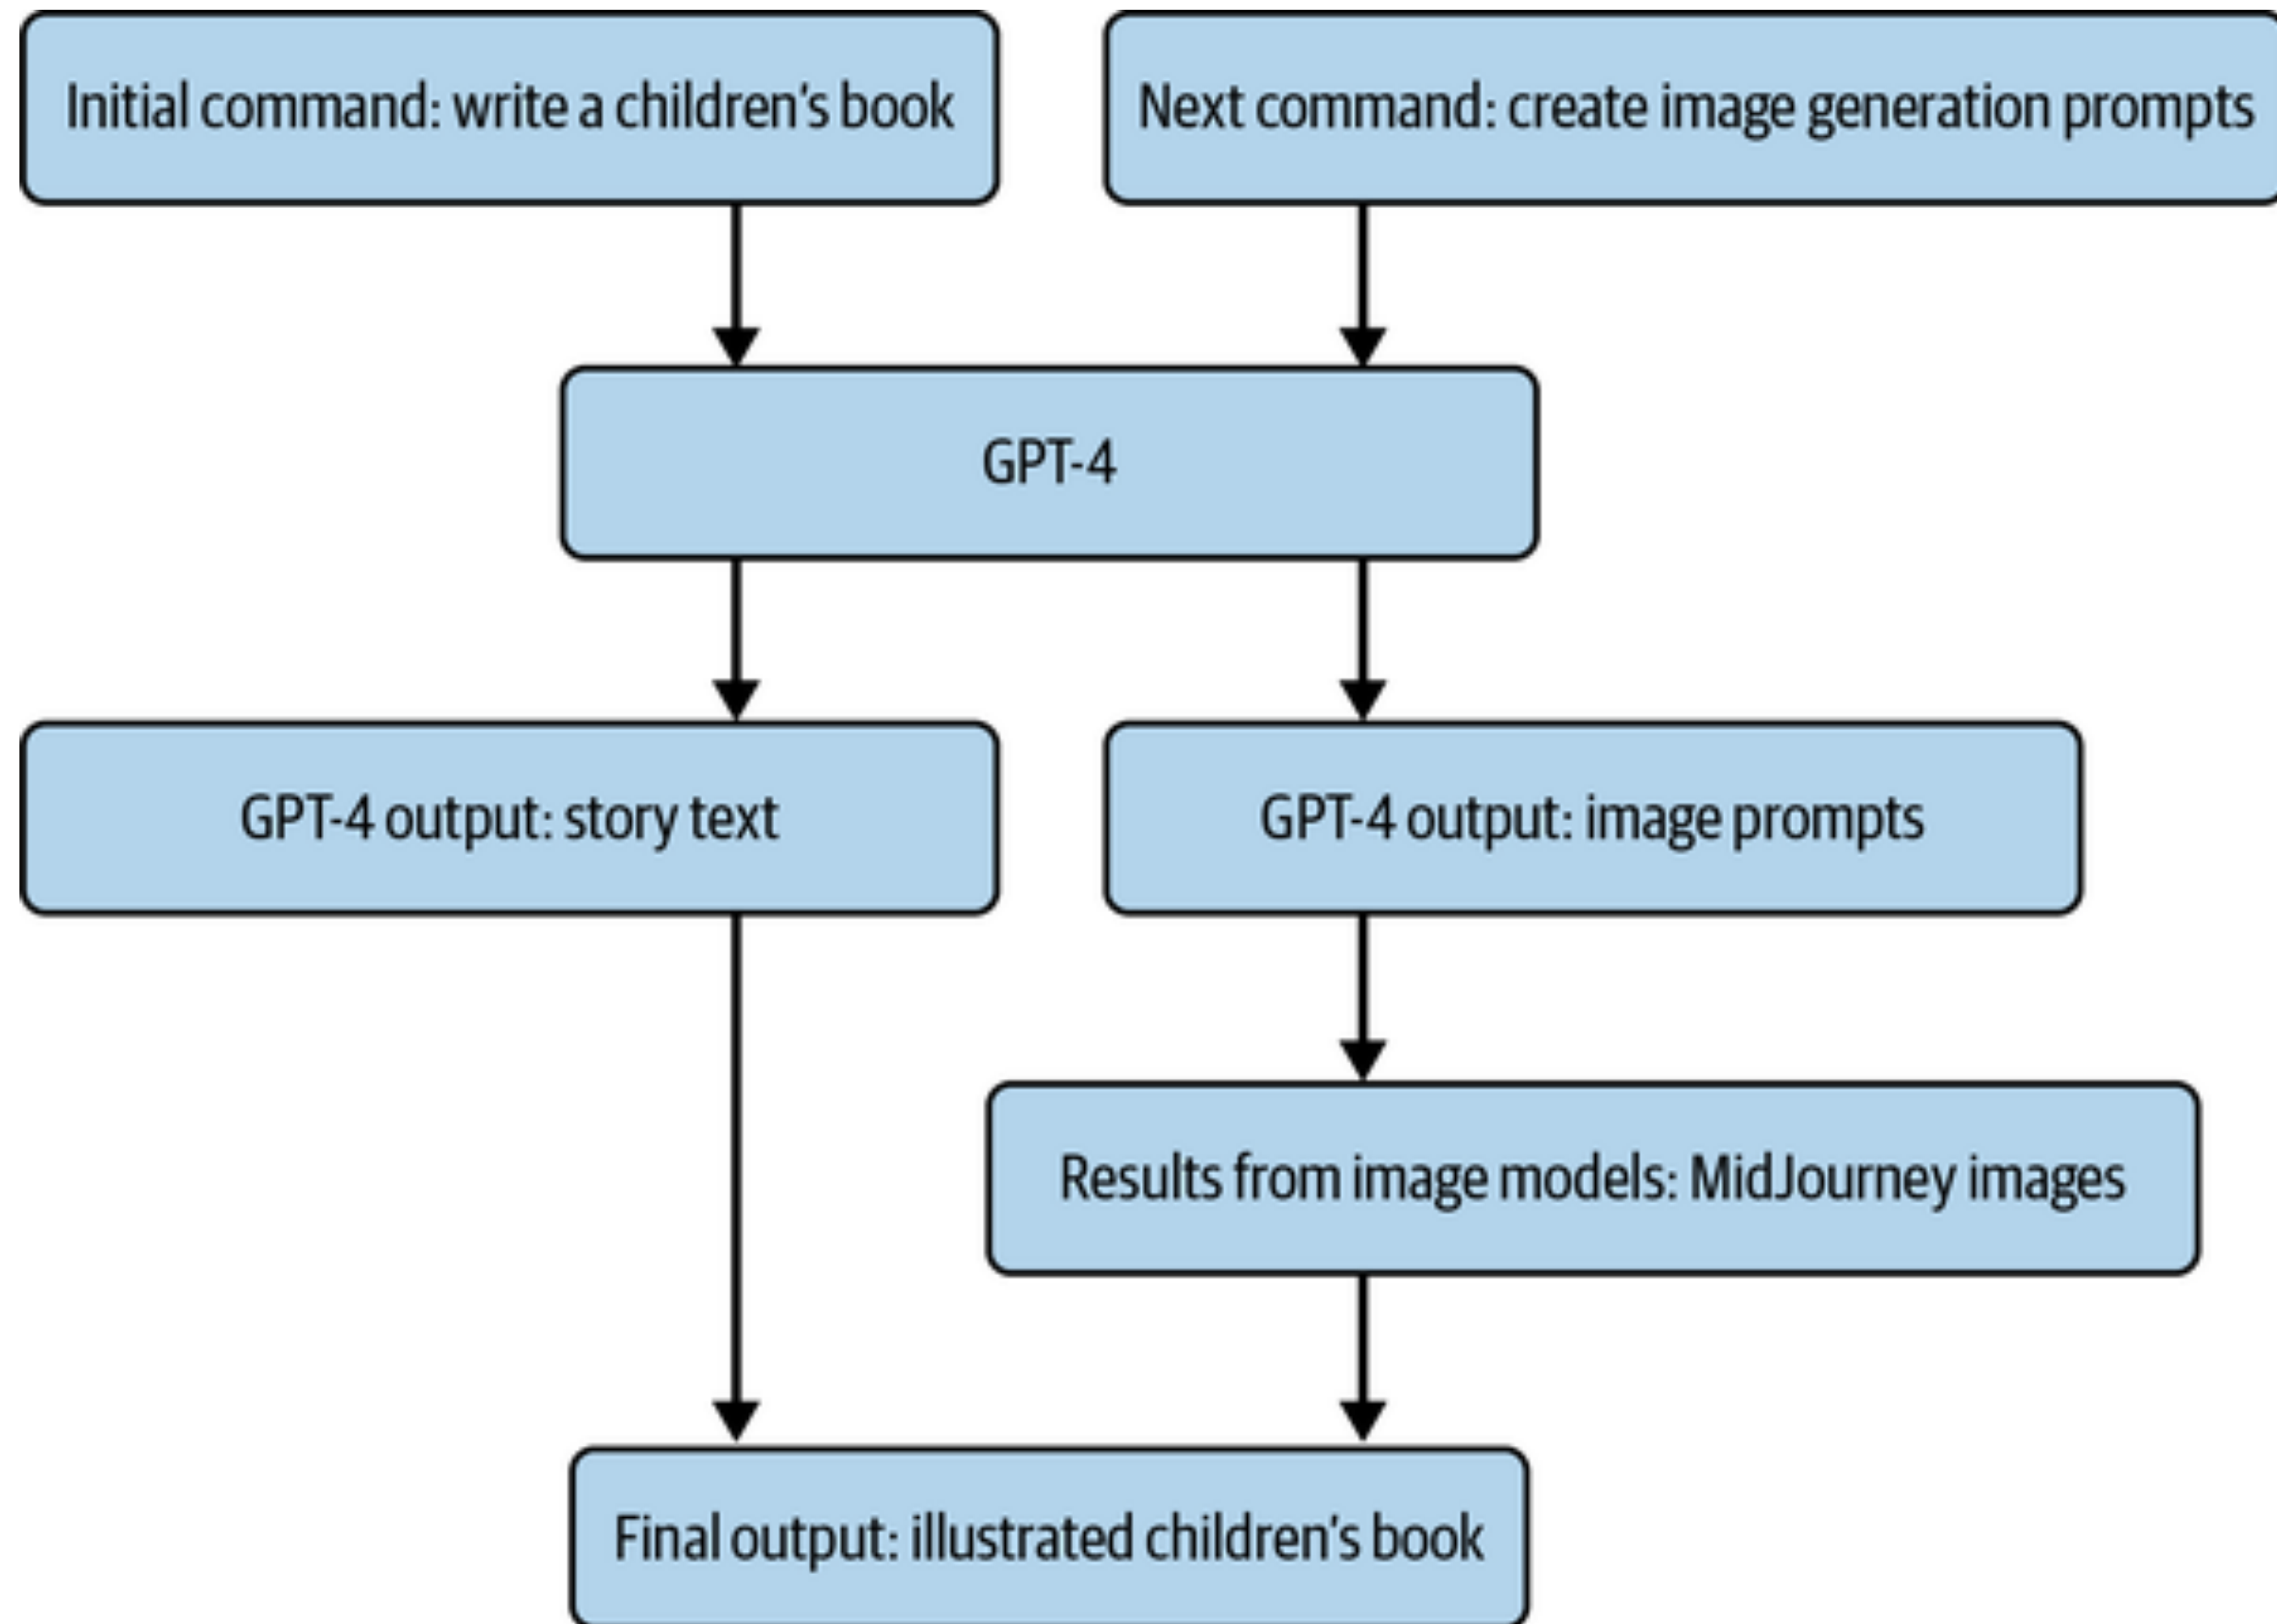 Initial command: write a children's book
Next command: create image generation prompts
GPT-4
GPT-4 output: story text
GPT-4 output: image prompts
Results from image models: MidJourney images
Final output: illustrated children's book